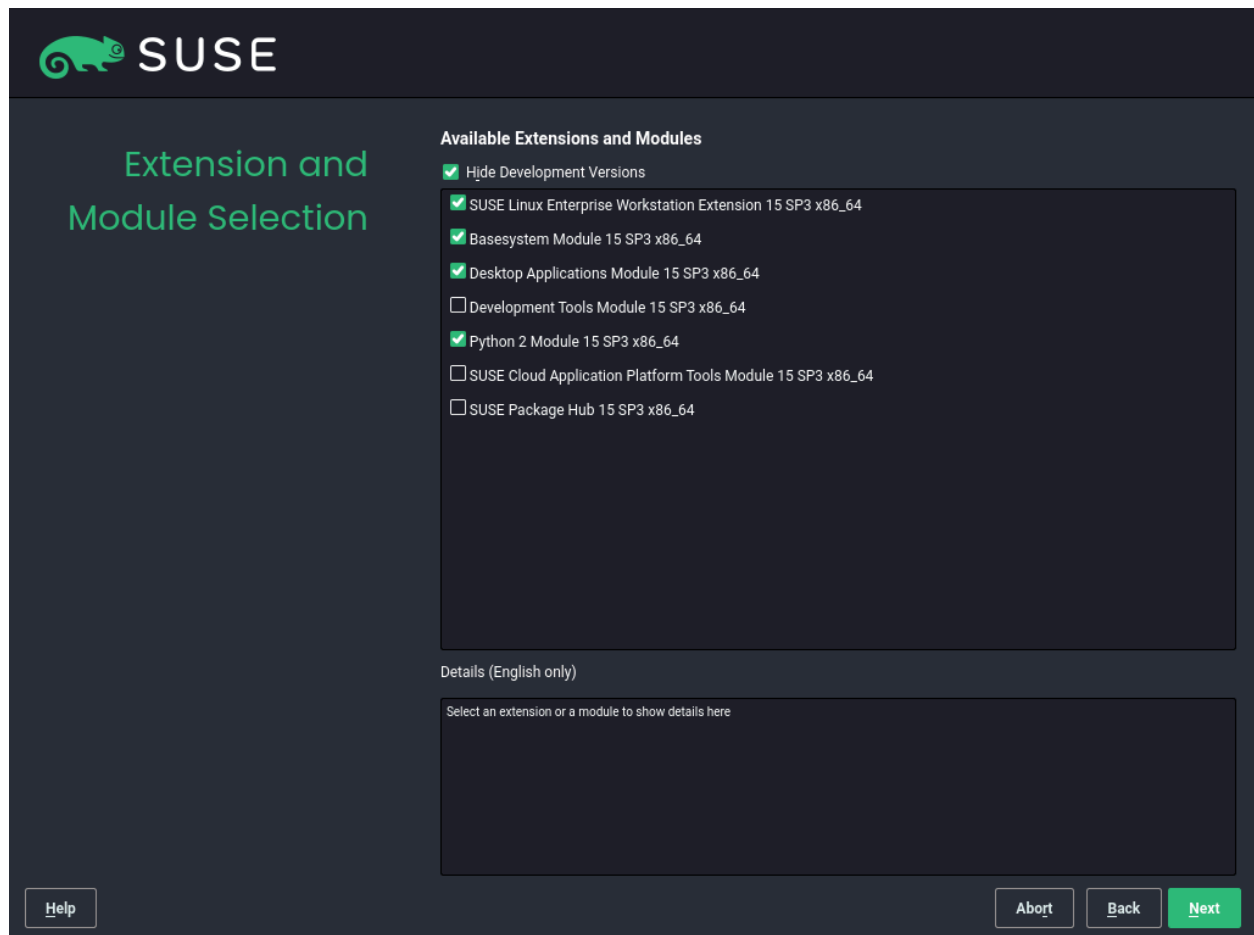 SUSE
Extension and
Module Selection
Available Extensions and Modules
Hide Development Versions
SUSE Linux Enterprise Workstation Extension 15 SP3 x86_64
Basesystem Module 15 SP3 x86_64
Desktop Applications Module 15 SP3 x86_64
Development Tools Module 15 SP3 x86_64
Python 2 Module 15 SP3 x86_64
SUSE Cloud Application Platform Tools Module 15 SP3 x86_64
SUSE Package Hub 15 SP3 x86_64
Details (English only)
Select an extension or a module to show details here
Help
Abort
Back
Next